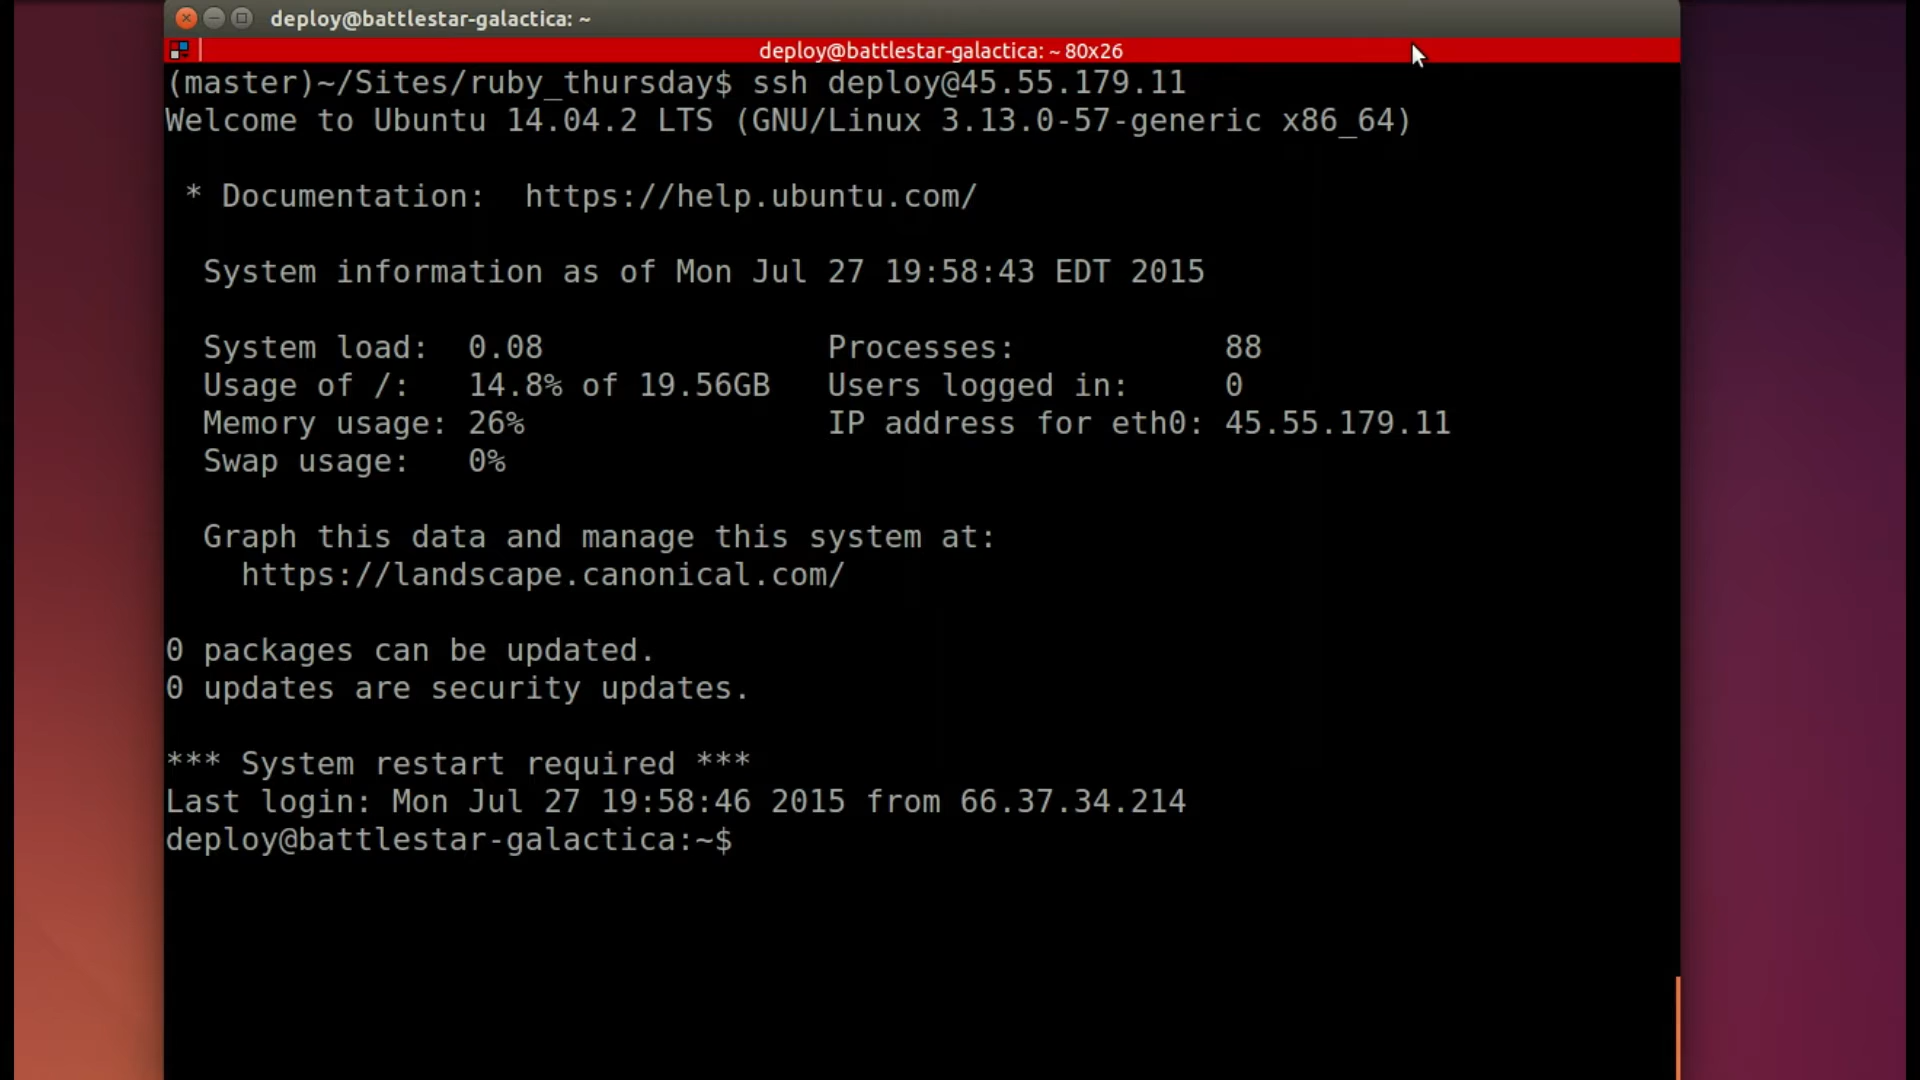 deploy@battlestar-galactica: ~
deploy@battlestar-galactica: ~ 80x26
(master)~/Sites/ruby_thursday$ ssh deploy@45.55.179.11
Welcome to Ubuntu 14.04.2 LTS (GNU/Linux 3.13.0-57-generic x86_64)
* Documentation:  https://help.ubuntu.com/
System information as of Mon Jul 27 19:58:43 EDT 2015
System load:  0.08               Processes:           88
Usage of /:   14.8% of 19.56GB   Users logged in:     0
Memory usage: 26%                IP address for eth0: 45.55.179.11
Swap usage:   0%
Graph this data and manage this system at:
https://landscape.canonical.com/
0 packages can be updated.
0 updates are security updates.
*** System restart required ***
Last login: Mon Jul 27 19:58:46 2015 from 66.37.34.214
deploy@battlestar-galactica:~$